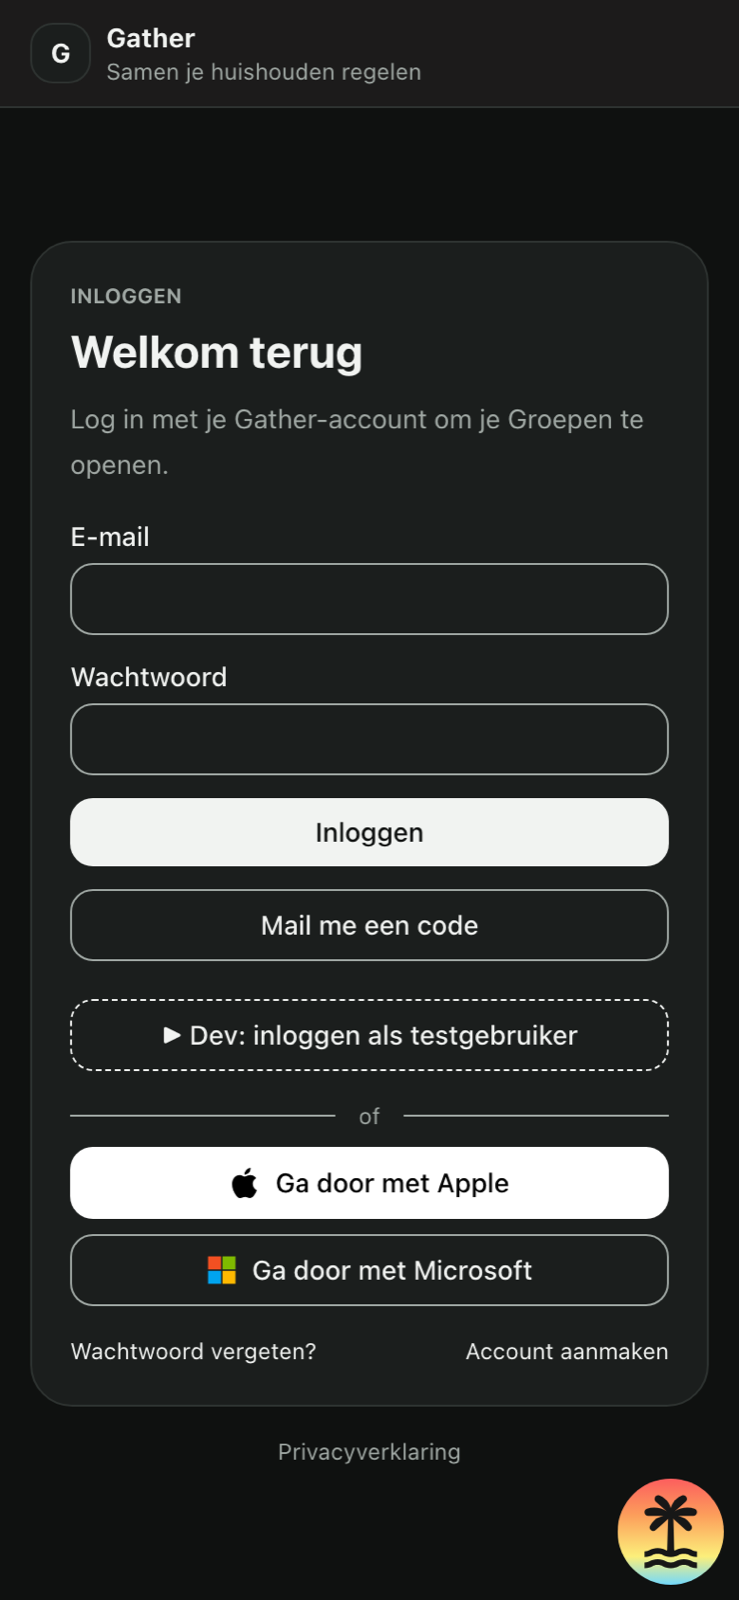 G
Gather
Samen je huishouden regelen
INLOGGEN
Welkom terug
Log in met je Gather-account om je Groepen te
openen.
E-mail
Wachtwoord
Inloggen
Mail me een code
▶ Dev: inloggen als testgebruiker
of
Ga door met Apple
Ga door met Microsoft
Wachtwoord vergeten? Account aanmaken
Privacyverklaring